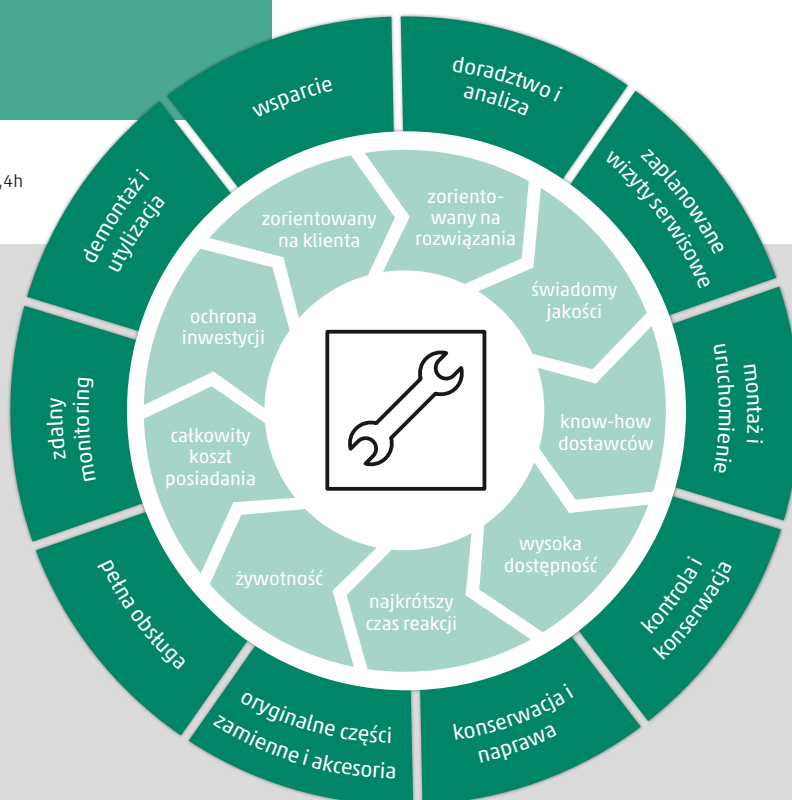 ,4h
wsparcie
doradztwo i
analiza
zaplanowane
wizyty serwisowe
montaż i
uruchomienie
kontrola i
konserwacja
konserwacja i
naprawa
oryginalne części
zamienne i akcesoria
pełna obsługa
zdalny
monitoring
demontaż i
utylizacja
zorientowany
na klienta
zoriento-
wany na
rozwiązania
świadomy
jakości
know-how
dostawców
wysoka
dostępność
najkrótszy
czas reakcji
żywotność
całkowity
koszt
posiadania
ochrona
inwestycji